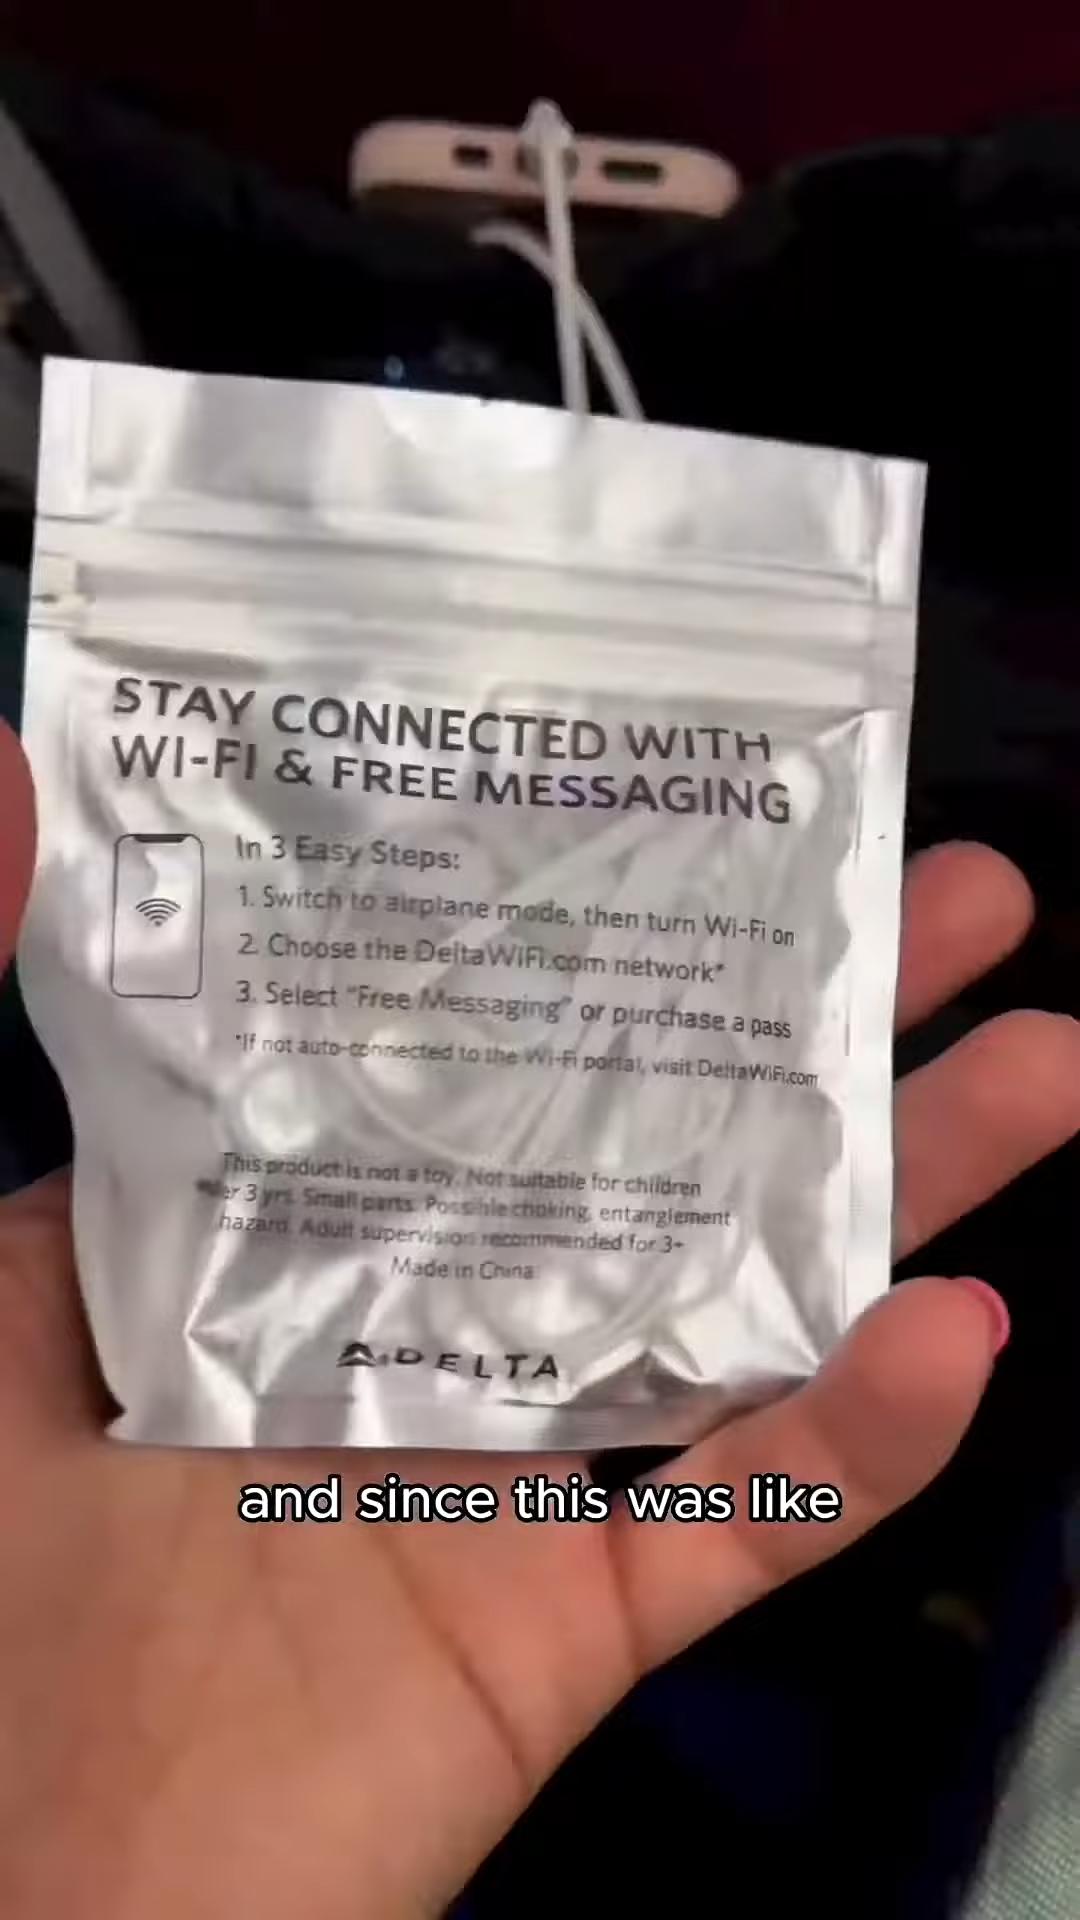 STAY CONNECTED WITH
WI-FI & FREE MESSAGING
In 3 Easy Steps:
1. Switch to airplane mode, then turn Wi-Fi on
2. Choose the DeltaWiFi.com network*
3. Select "Free Messaging" or purchase a pass
*If not auto-connected to the Wi-Fi portal, visit DeltaWiFi.com
This product is not a toy. Not suitable for children
3 yrs. Small parts. Possible choking, entanglement
hazard. Adult supervision recommended for 3+
Made in China
DELTA
and since this was like